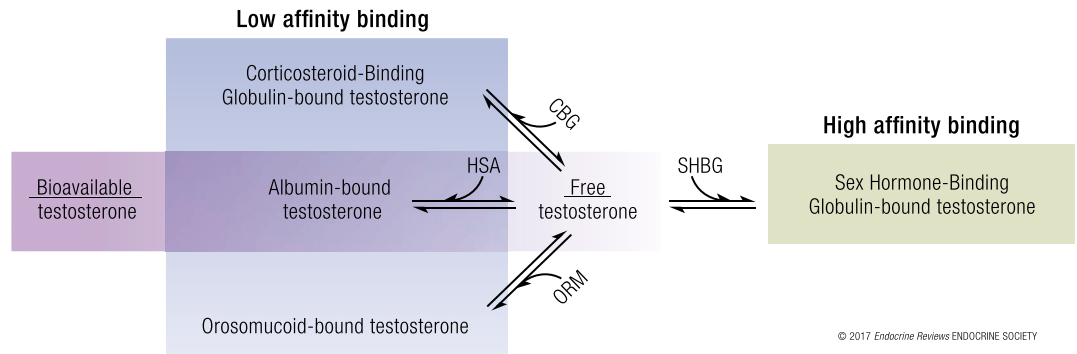 Low affinity binding
Corticosteroid-Binding
Globulin-bound testosterone
CBG
High affinity binding
Bioavailable
testosterone
Albumin-bound
testosterone
HSA
Free
testosterone
SHBG
Sex Hormone-Binding
Globulin-bound testosterone
ORM
Orosomucoid-bound testosterone
© 2017 Endocrine Reviews ENDOCRINE SOCIETY